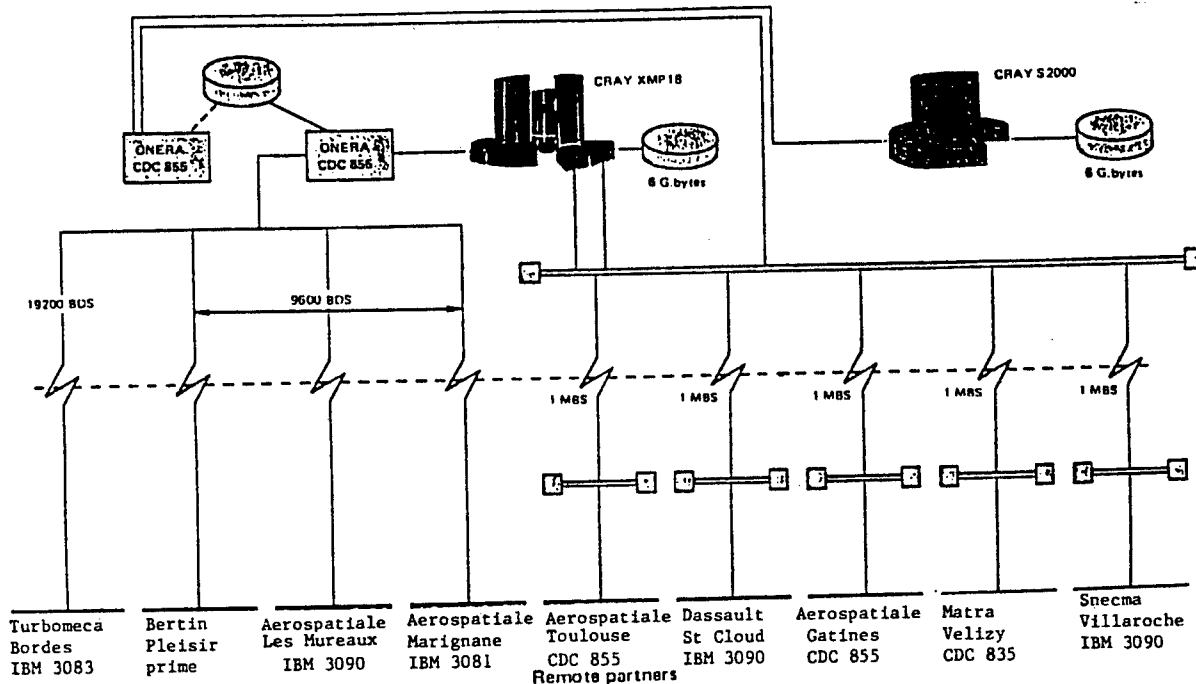 CRAY XMP18
CRAY S2000
ONERA
CDC 855
ONERA
CDC 856
6 G.bytes
6 G.bytes
19200 BDS
9600 BDS
1 MBS
1 MBS
1 MBS
1 MBS
1 MBS
Turbomeca
Bordes
IBM 3083
Bertin
Pleisir
prime
Aerospatiale
Les Mureaux
IBM 3090
Aerospatiale
Marignane
IBM 3081
Aerospatiale
Toulouse
CDC 855
Dassault
St Cloud
IBM 3090
Aerospatiale
Gatines
CDC 855
Matra
Velizy
CDC 835
Snecma
Villaroche
IBM 3090
Remote partners